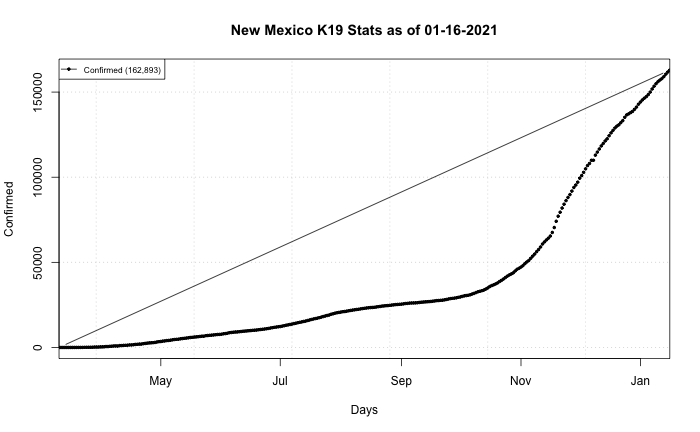 New Mexico K19 Stats as of 01-16-2021
Confirmed (162,893)
150000
100000
50000
0
Confirmed
May Jul Sep Nov Jan
Days